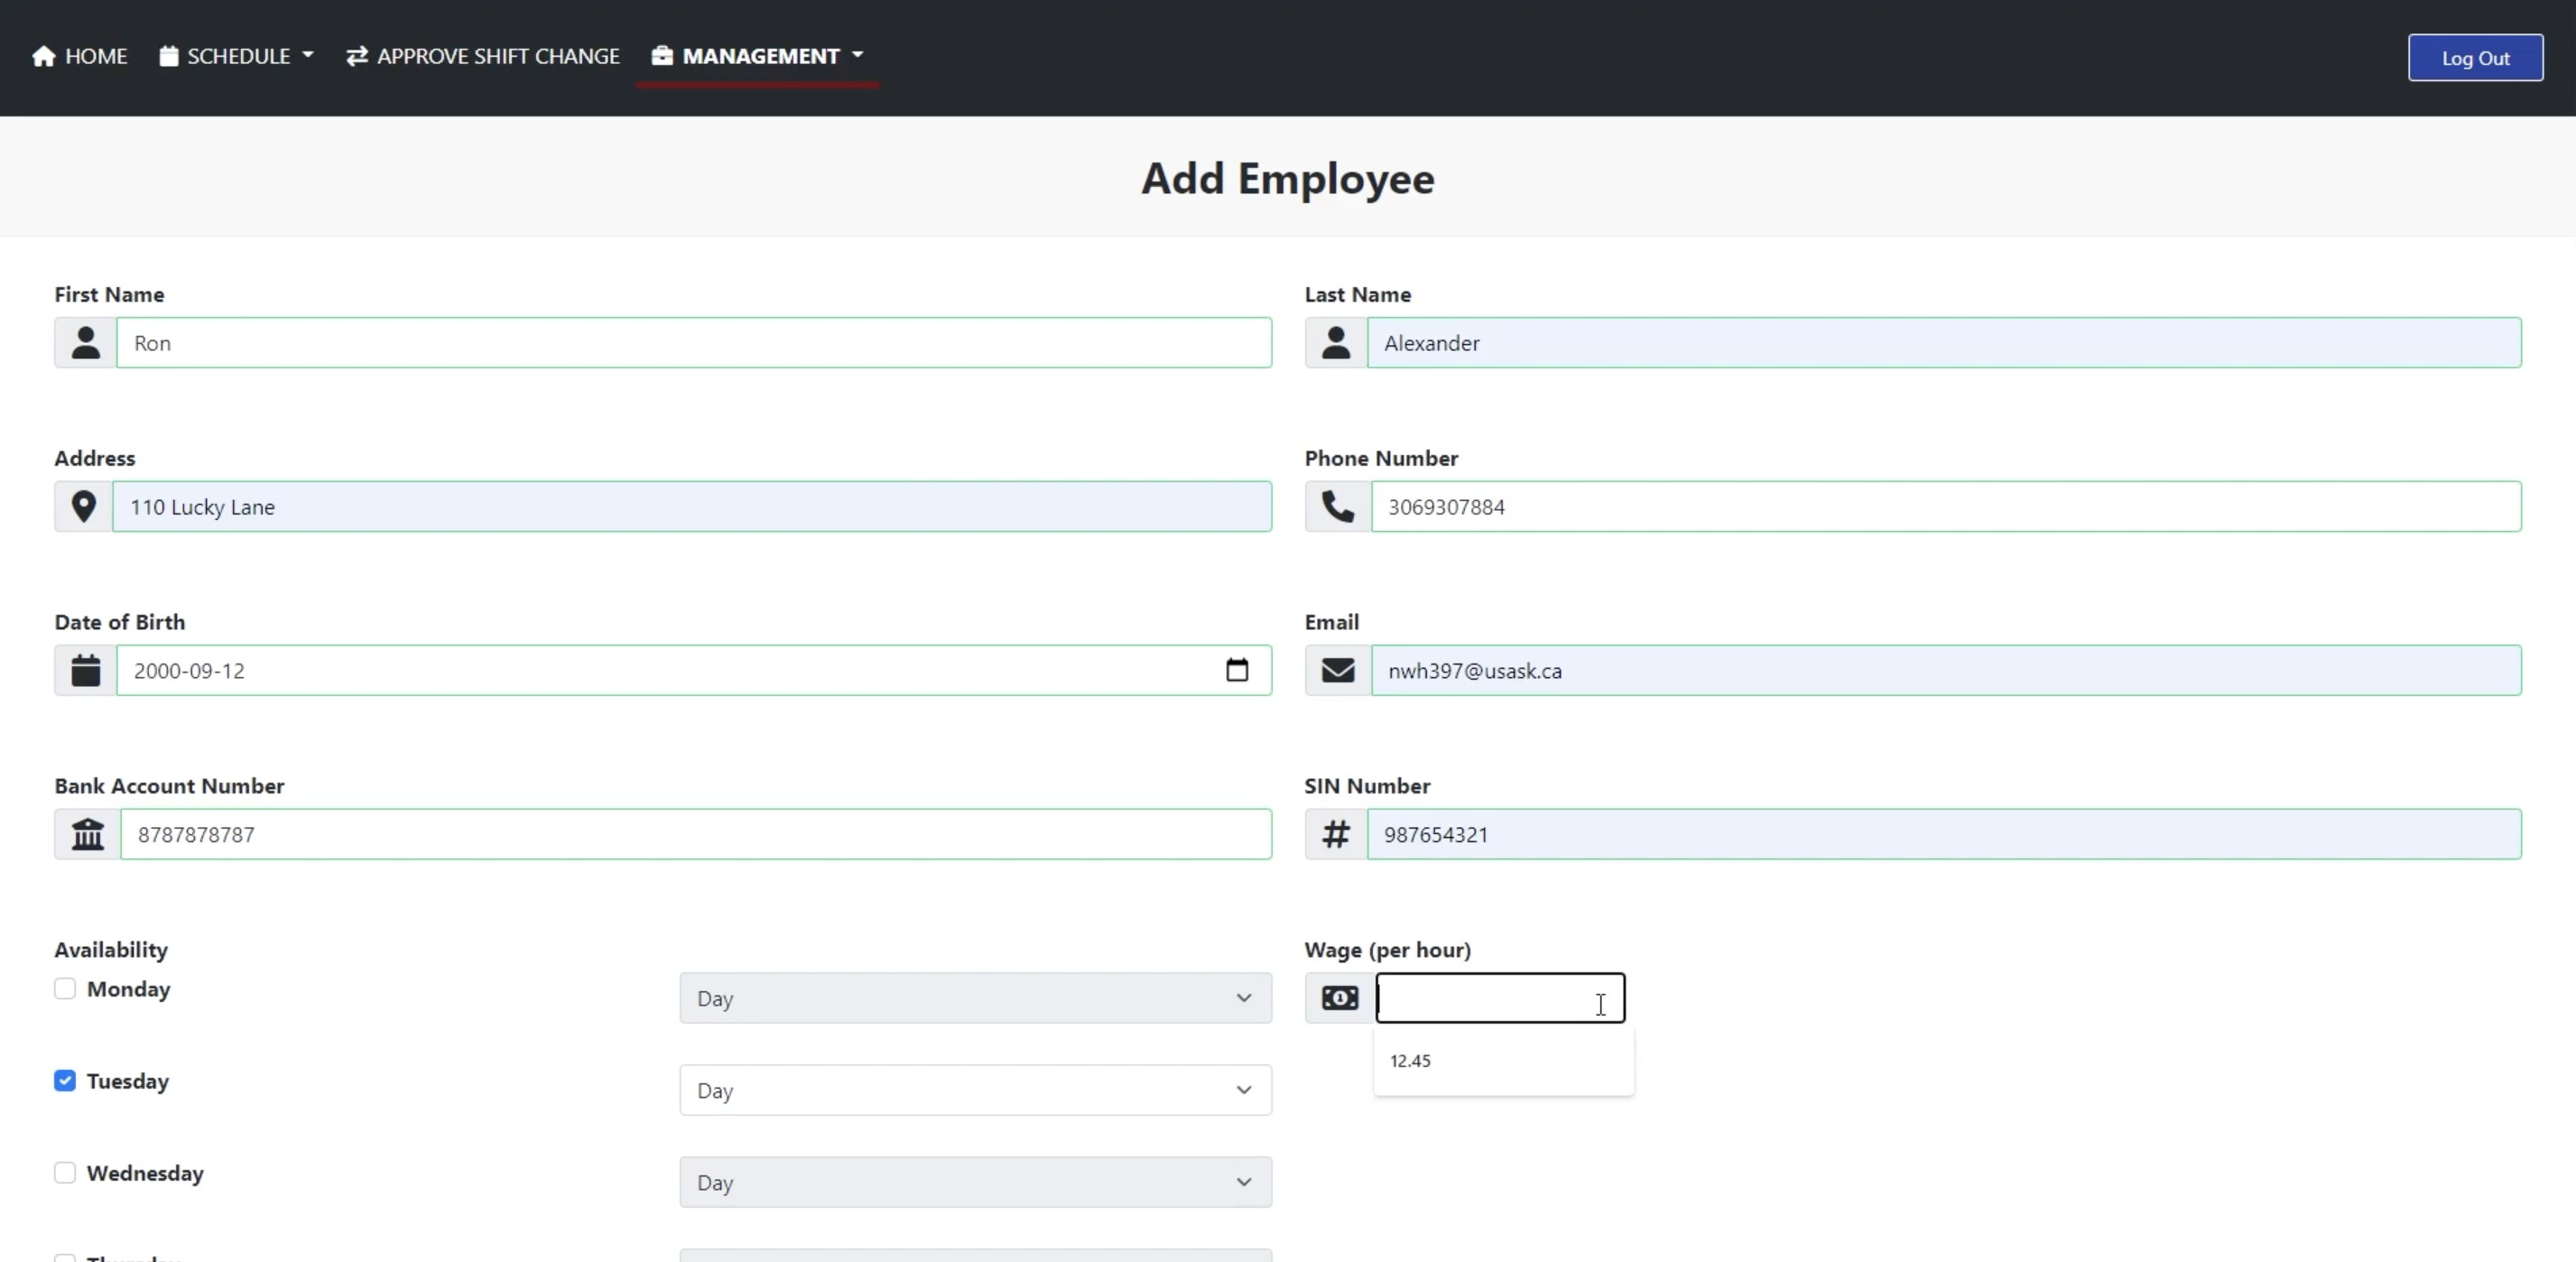 HOME SCHEDULE APPROVE SHIFT CHANGE MANAGEMENT Log Out
Add Employee
First Name Last Name
Ron Alexander
Address Phone Number
110 Lucky Lane 3069307884
Date of Birth Email
2000-09-12 nwh397@usask.ca
Bank Account Number SIN Number
8787878787 987654321
Availability Wage (per hour)
Monday Day
12.45
Tuesday Day
Wednesday Day